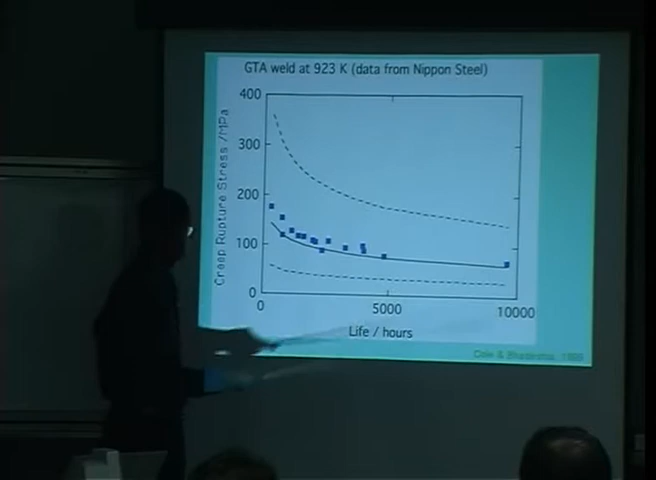 GTA weld at 923 K (data from Nippon Steel)
400
300
200
100
0
Creep Rupture Stress /MPa
0
5000
10000
Life / hours